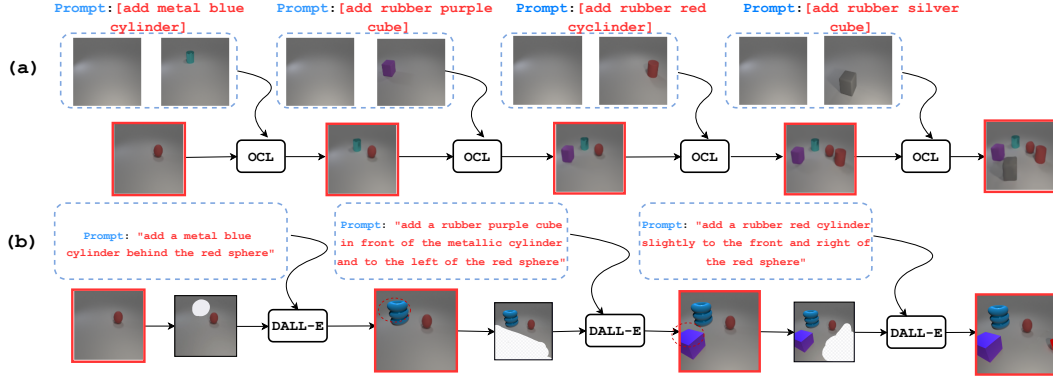 Prompt:[add metal blue
cylinder]
Prompt:[add rubber purple
cube]
Prompt:[add rubber red
cyclinder]
Prompt:[add rubber silver
cube]
(a)
OCL
OCL
OCL
OCL
(b)
Prompt: "add a metal blue
cylinder behind the red sphere"
Prompt: "add a rubber purple cube
in front of the metallic cylinder
and to the left of the red sphere"
Prompt: "add a rubber red cylinder
slightly to the front and right of
the red sphere"
DALL-E
DALL-E
DALL-E